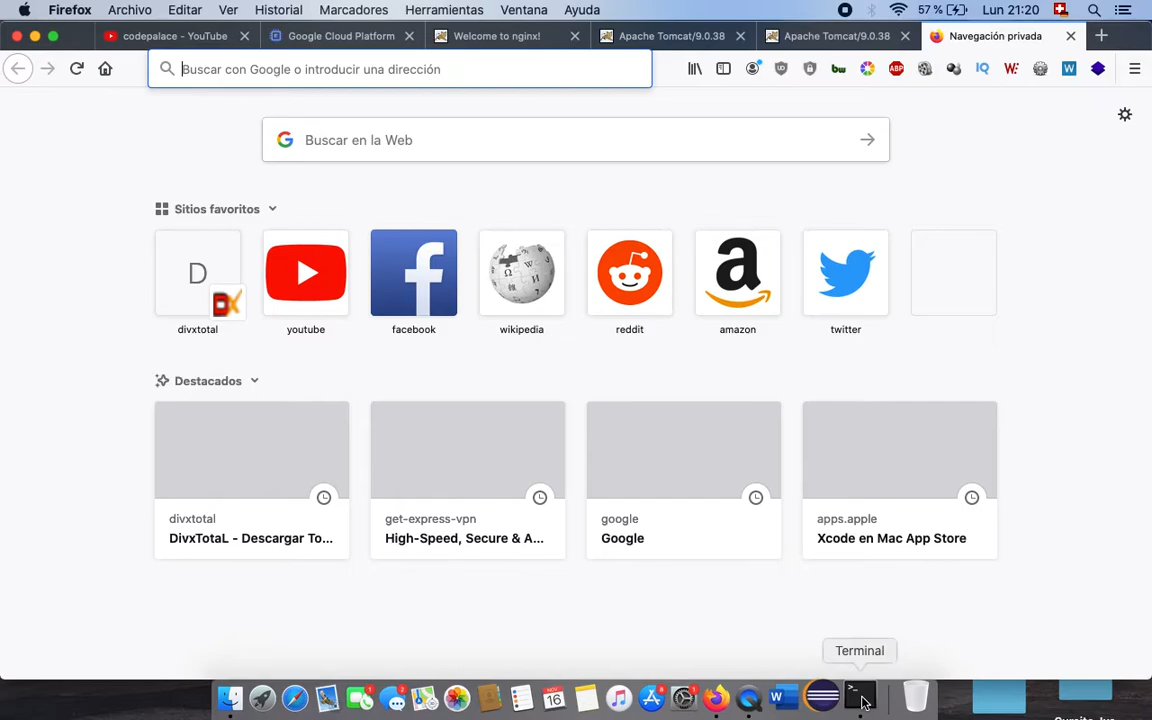 Firefox Archivo Editar Ver Historial Marcadores Herramientas Ventana Ayuda 57 % Lun 21:20
codepalace - YouTube Google Cloud Platform Welcome to nginx! Apache Tomcat/9.0.38 Apache Tomcat/9.0.38 Navegación privada
Buscar con Google o introducir una dirección
Buscar en la Web
Sitios favoritos
D
divxtotal youtube facebook wikipedia reddit amazon twitter
Destacados
divxtotal get-express-vpn google apps.apple
DivxTotaL - Descargar To... High-Speed, Secure & A... Google Xcode en Mac App Store
Terminal